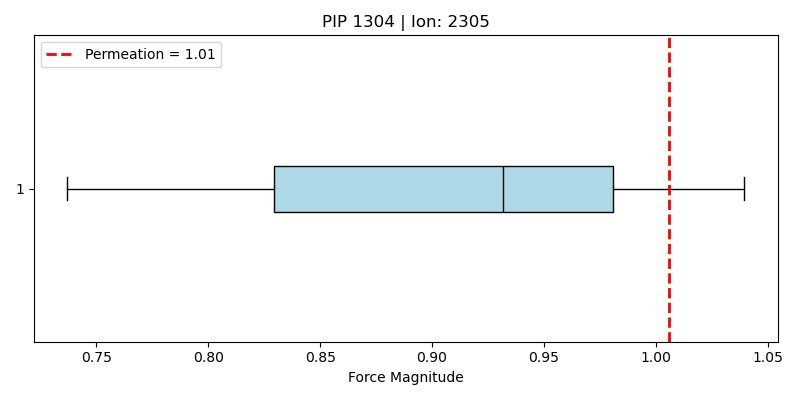 PIP 1304 | Ion: 2305
Permeation = 1.01
1
0.75 0.80 0.85 0.90 0.95 1.00 1.05
Force Magnitude